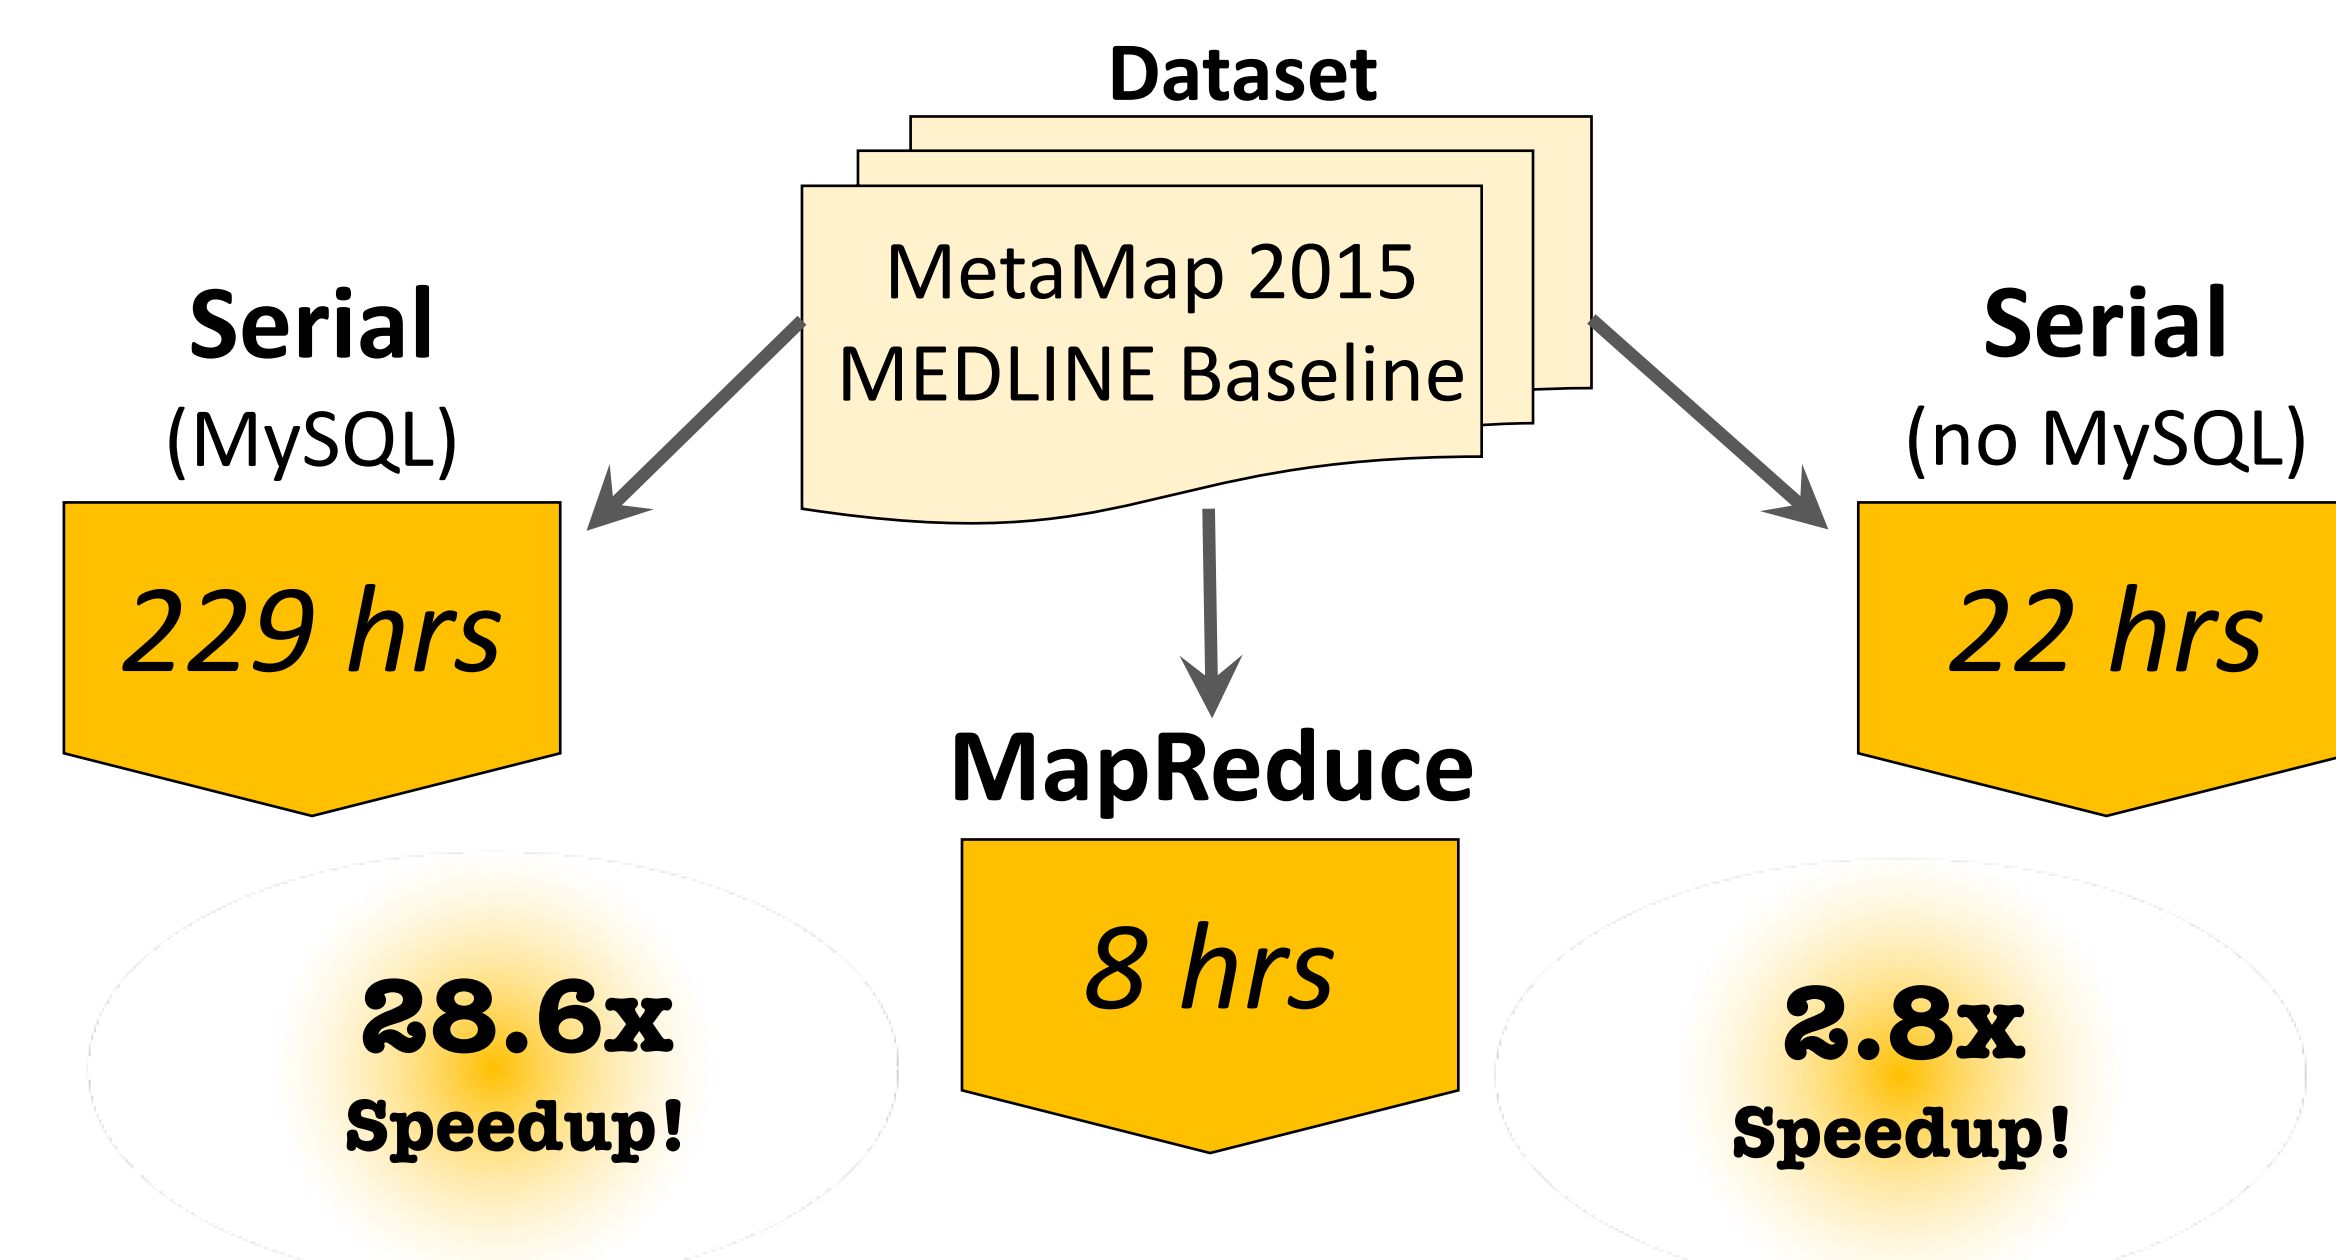 Dataset
MetaMap 2015
MEDLINE Baseline
Serial
(MySQL)
229 hrs
Serial
(no MySQL)
22 hrs
MapReduce
8 hrs
28.6x
Speedup!
2.8x
Speedup!